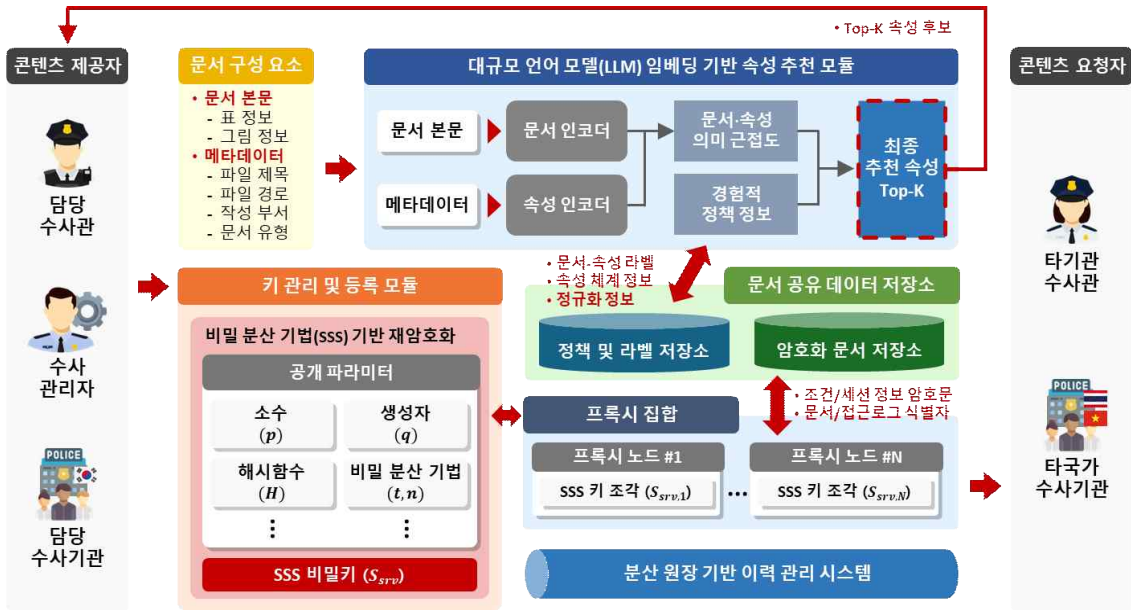 • Top-K 속성 후보
콘텐츠 제공자
담당
수사관
수사
관리자
POLICE
담당
수사기관
문서 구성 요소
• 문서 본문
- 표 정보
- 그림 정보
• 메타데이터
- 파일 제목
- 파일 경로
- 작성 부서
- 문서 유형
대규모 언어 모델(LLM) 임베딩 기반 속성 추천 모듈
문서 본문
문서 인코더
메타데이터
속성 인코더
문서·속성
의미 근접도
경험적
정책 정보
최종
추천 속성
Top-K
콘텐츠 요청자
타기관
수사관
POLICE
타국가
수사기관
• 문서-속성 라벨
• 속성 체계 정보
• 정규화 정보
문서 공유 데이터 저장소
정책 및 라벨 저장소
암호화 문서 저장소
키 관리 및 등록 모듈
비밀 분산 기법(SSS) 기반 재암호화
공개 파라미터
소수
(p)
생성자
(q)
해시함수
(H)
비밀 분산 기법
(t,n)
⋮
⋮
SSS 비밀키 (S_srv)
• 조건/세션 정보 암호문
• 문서/접근로그 식별자
프록시 집합
프록시 노드 #1
SSS 키 조각 (S_srv,1)
...
프록시 노드 #N
SSS 키 조각 (S_srv,N)
분산 원장 기반 이력 관리 시스템